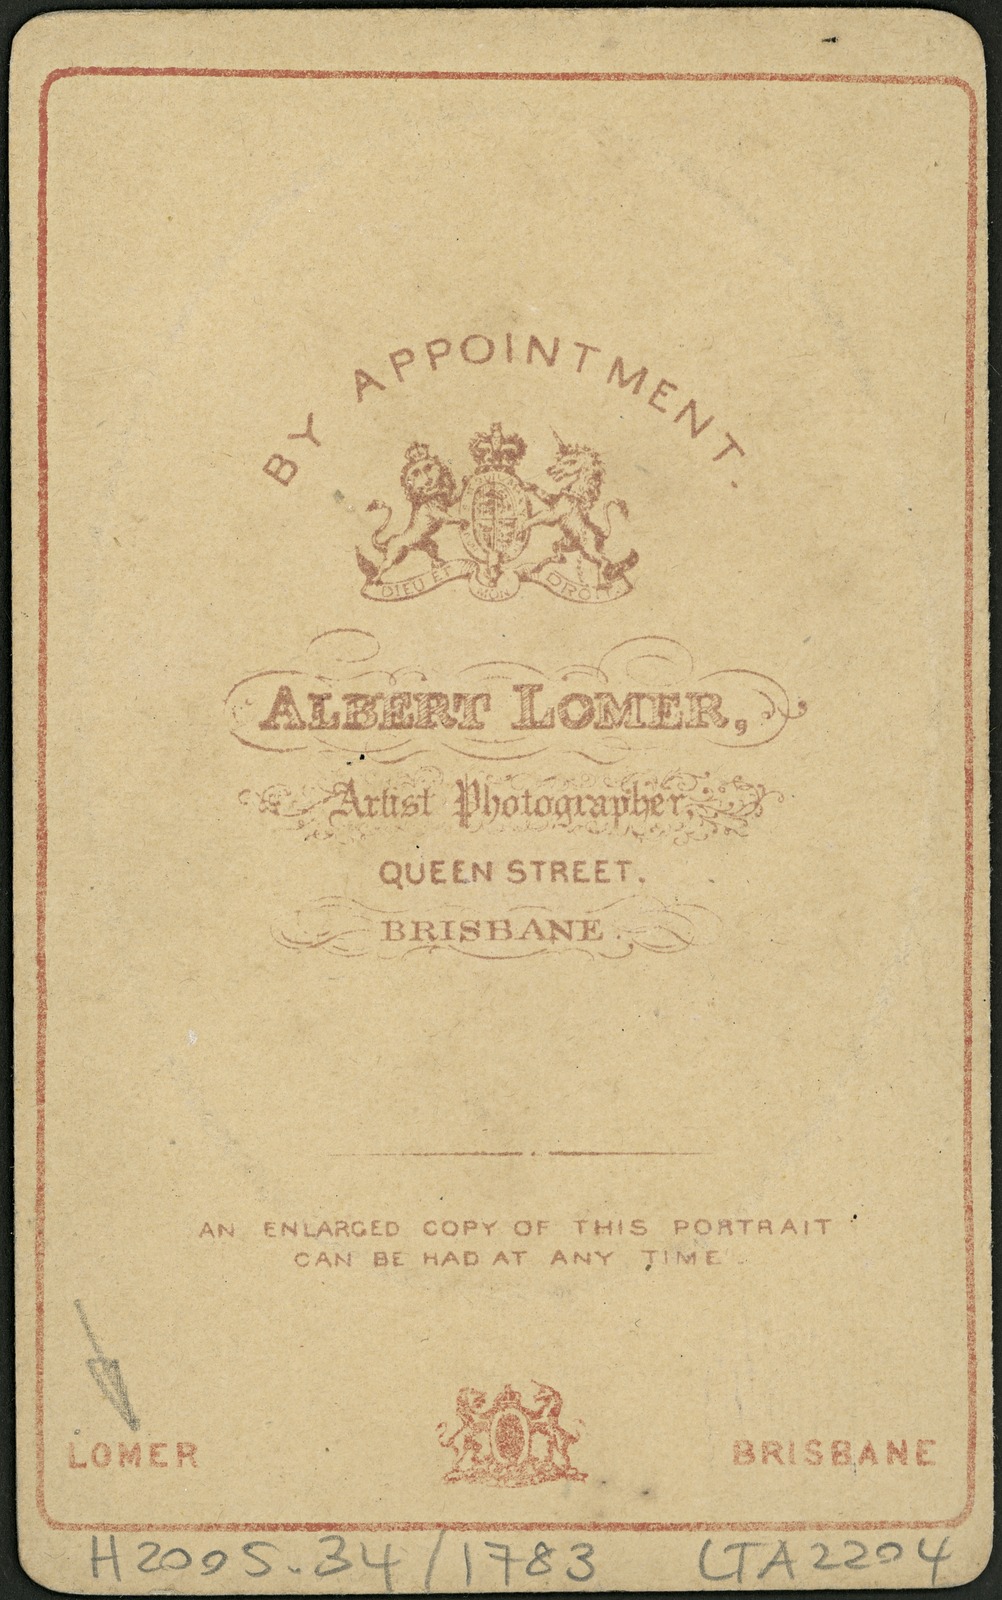 BY APPOINTMENT.
DIEU ET MON DROIT
ALBERT LOMER,
Artist Photographer,
QUEEN STREET.
BRISBANE.
AN ENLARGED COPY OF THIS PORTRAIT
CAN BE HAD AT ANY TIME.
LOMER BRISBANE
H2005.34/1783 LTA2204